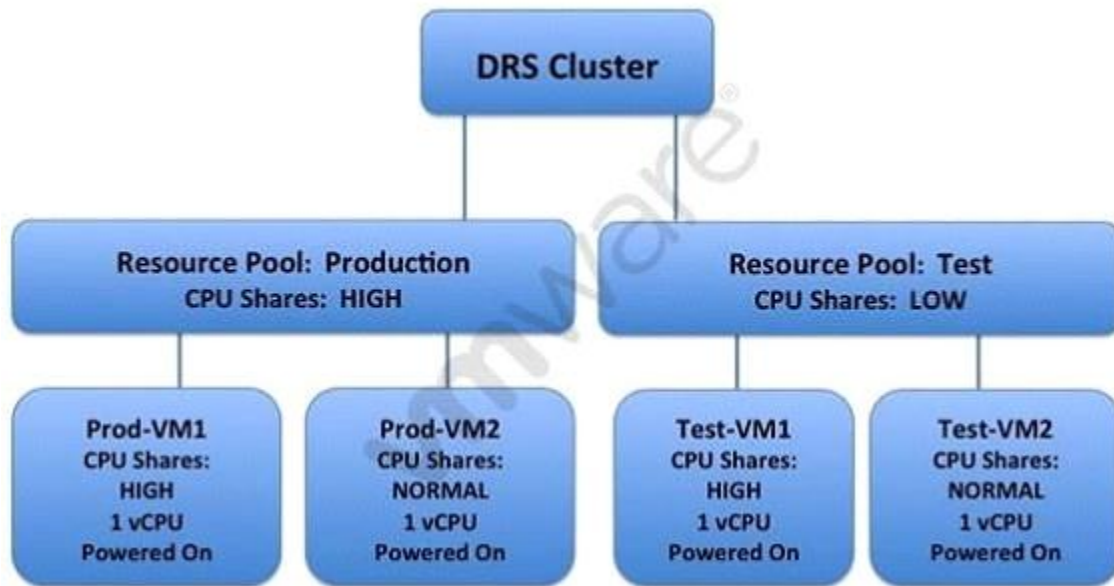 DRS Cluster
Resource Pool: Production
CPU Shares: HIGH
Resource Pool: Test
CPU Shares: LOW
Prod-VM1
CPU Shares:
HIGH
1 vCPU
Powered On
Prod-VM2
CPU Shares:
NORMAL
1 vCPU
Powered On
Test-VM1
CPU Shares:
HIGH
1 vCPU
Powered On
Test-VM2
CPU Shares:
NORMAL
1 vCPU
Powered On
vmware®